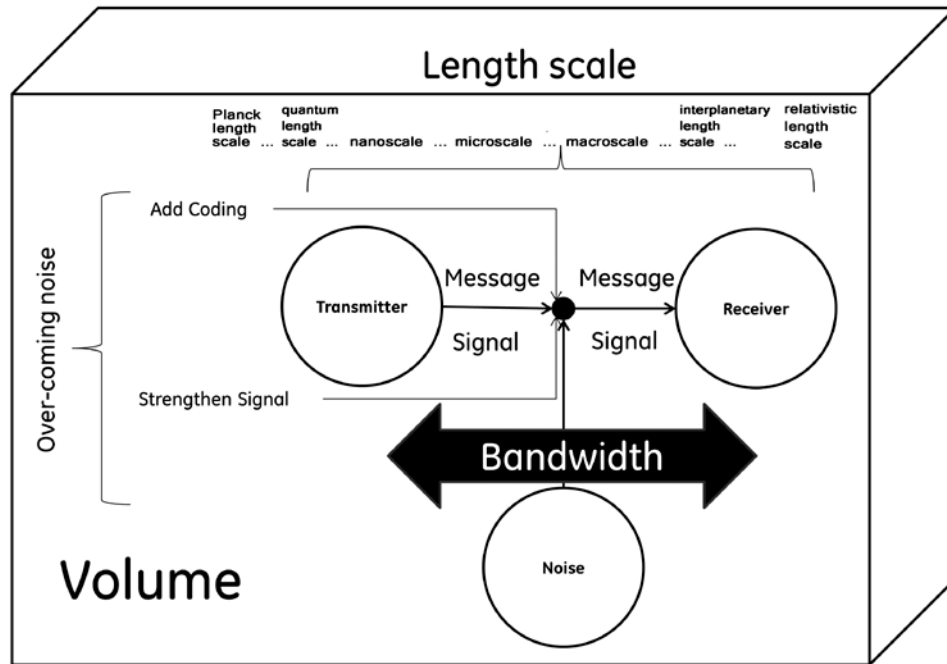 Length scale
Planck
length
scale ...
quantum
length
scale ...
nanoscale ...
microscale ...
macroscale ...
interplanetary
length
scale ...
relativistic
length
scale
Over-coming noise
Add Coding
Transmitter
Message
Signal
Message
Signal
Receiver
Strengthen Signal
Bandwidth
Noise
Volume